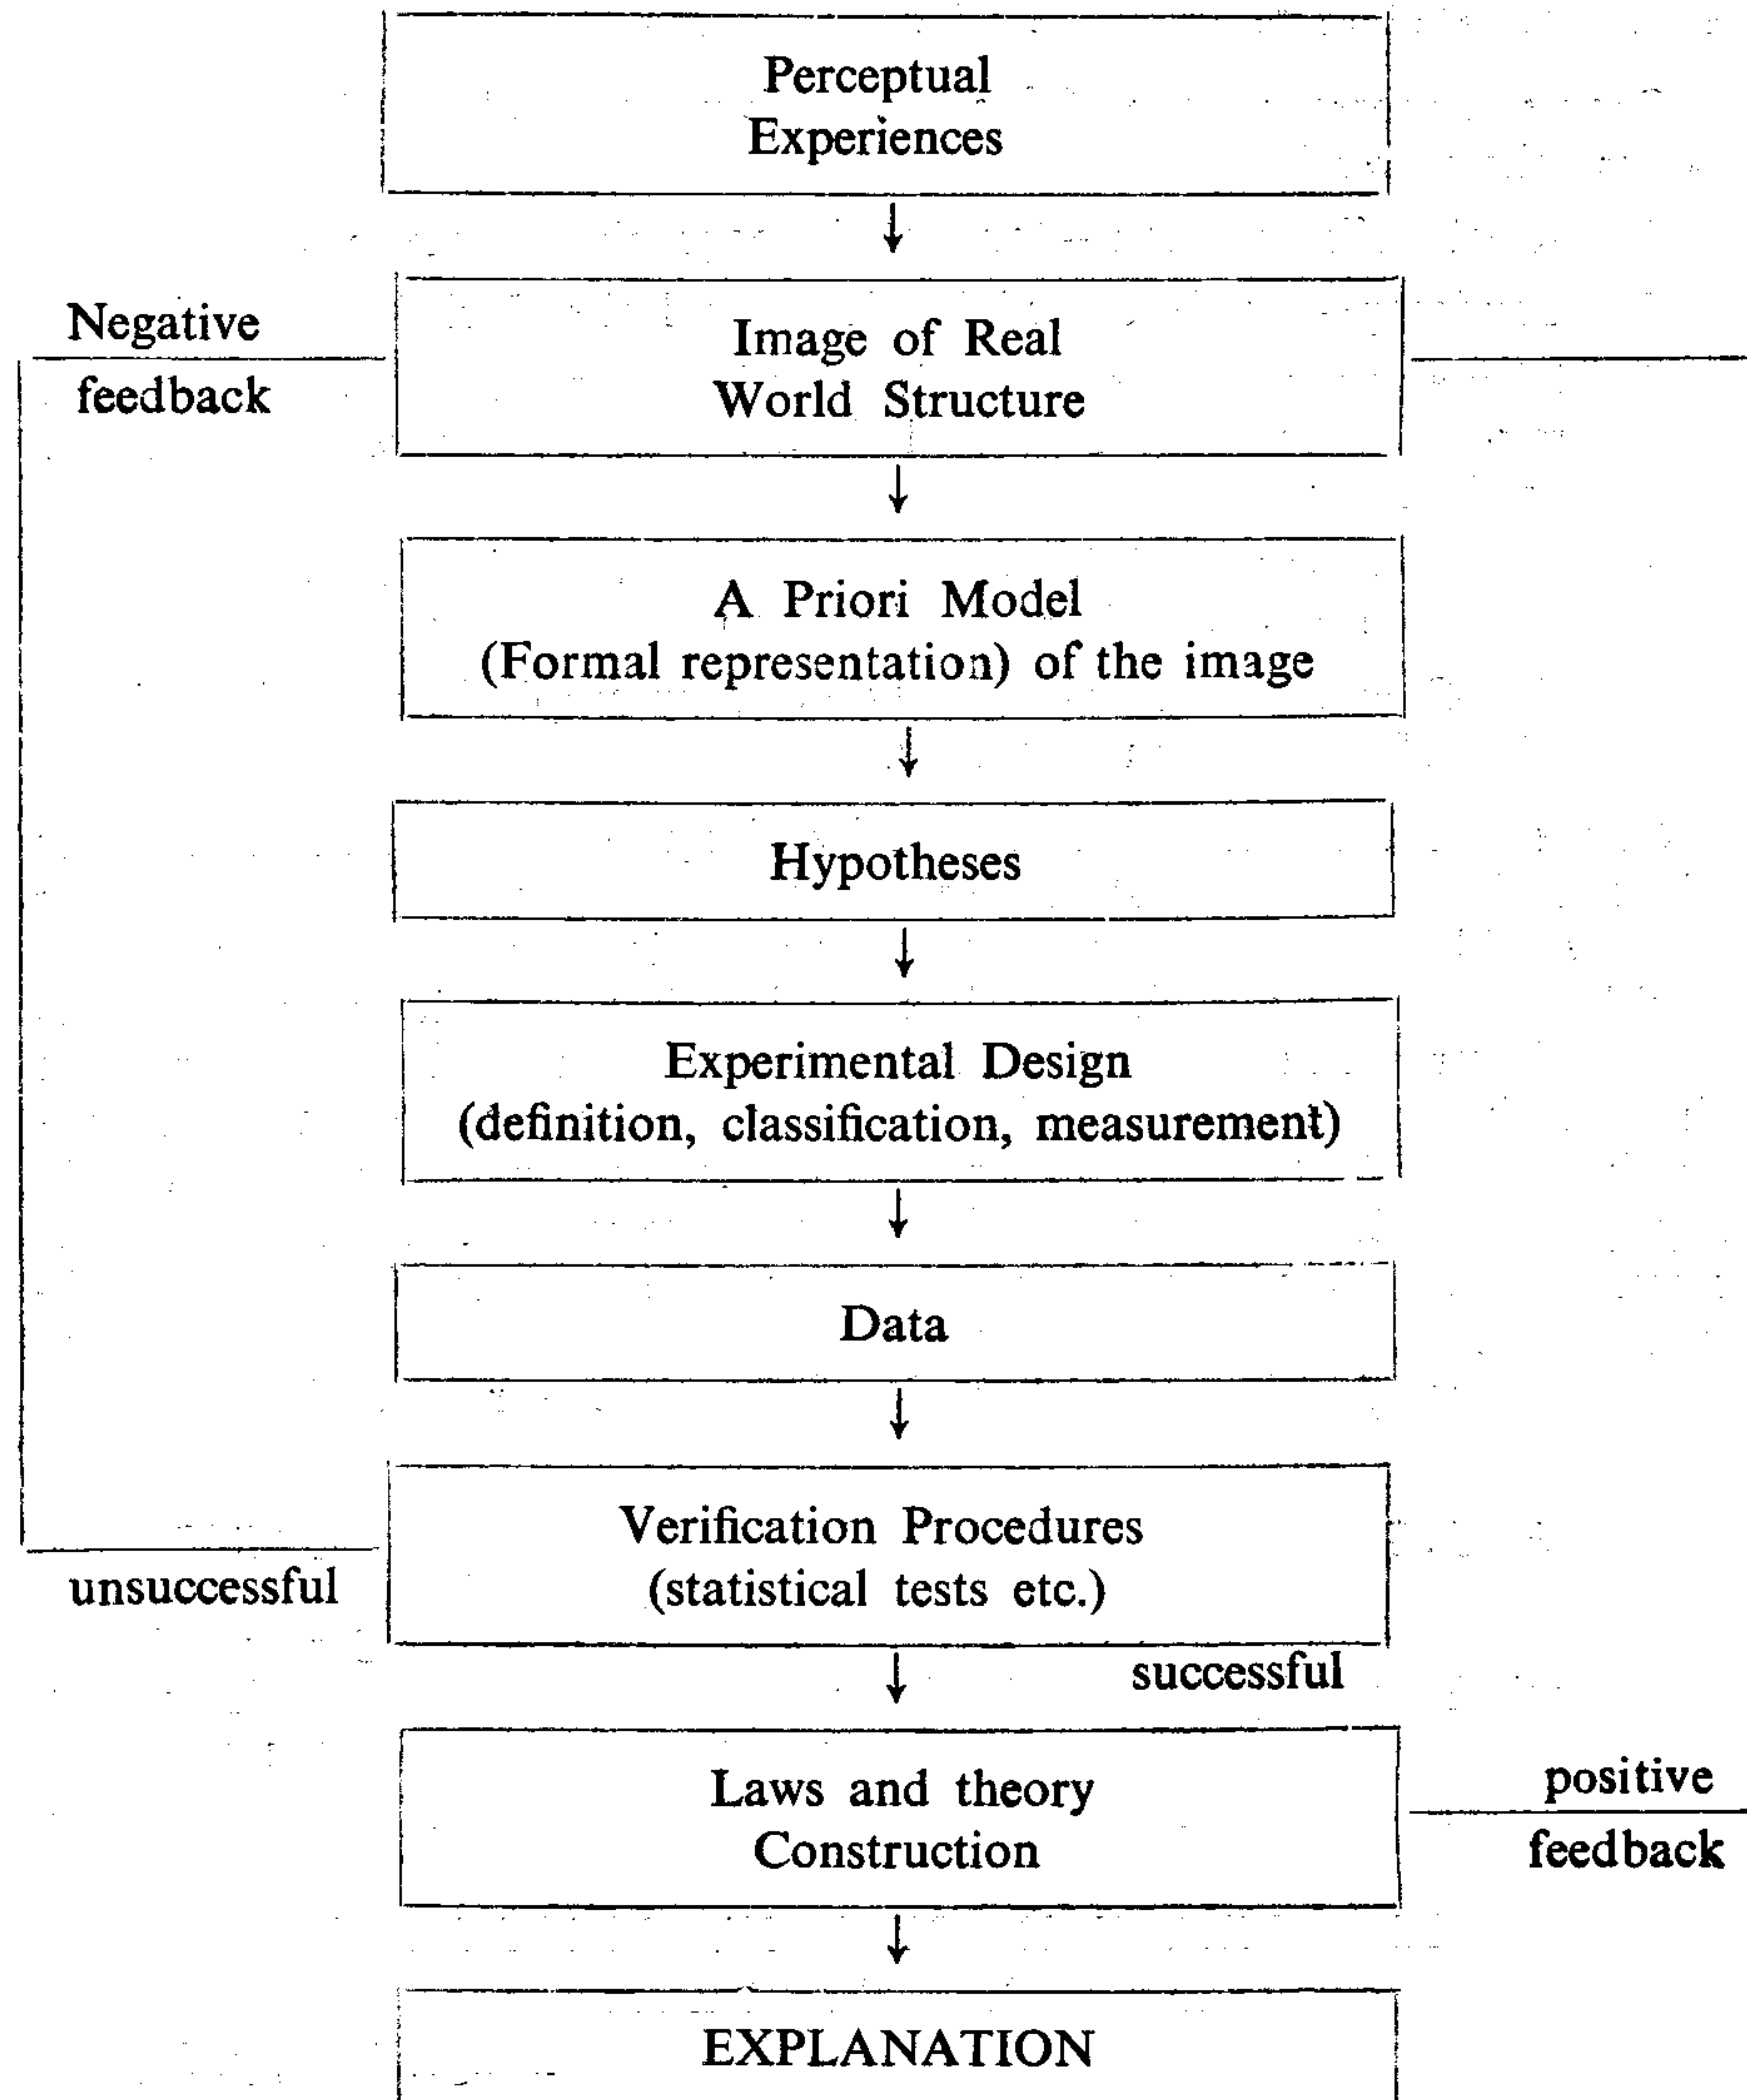 Perceptual
Experiences
Negative
feedback
Image of Real
World Structure
A Priori Model
(Formal representation) of the image
Hypotheses
Experimental Design
(definition, classification, measurement)
Data
Verification Procedures
(statistical tests etc.)
unsuccessful
successful
Laws and theory
Construction
positive
feedback
EXPLANATION